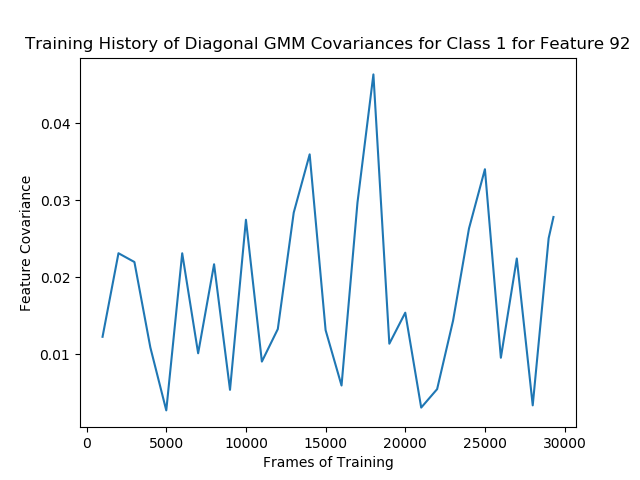 Training History of Diagonal GMM Covariances for Class 1 for Feature 92
0.04
0.03
0.02
0.01
Feature Covariance
0 5000 10000 15000 20000 25000 30000
Frames of Training